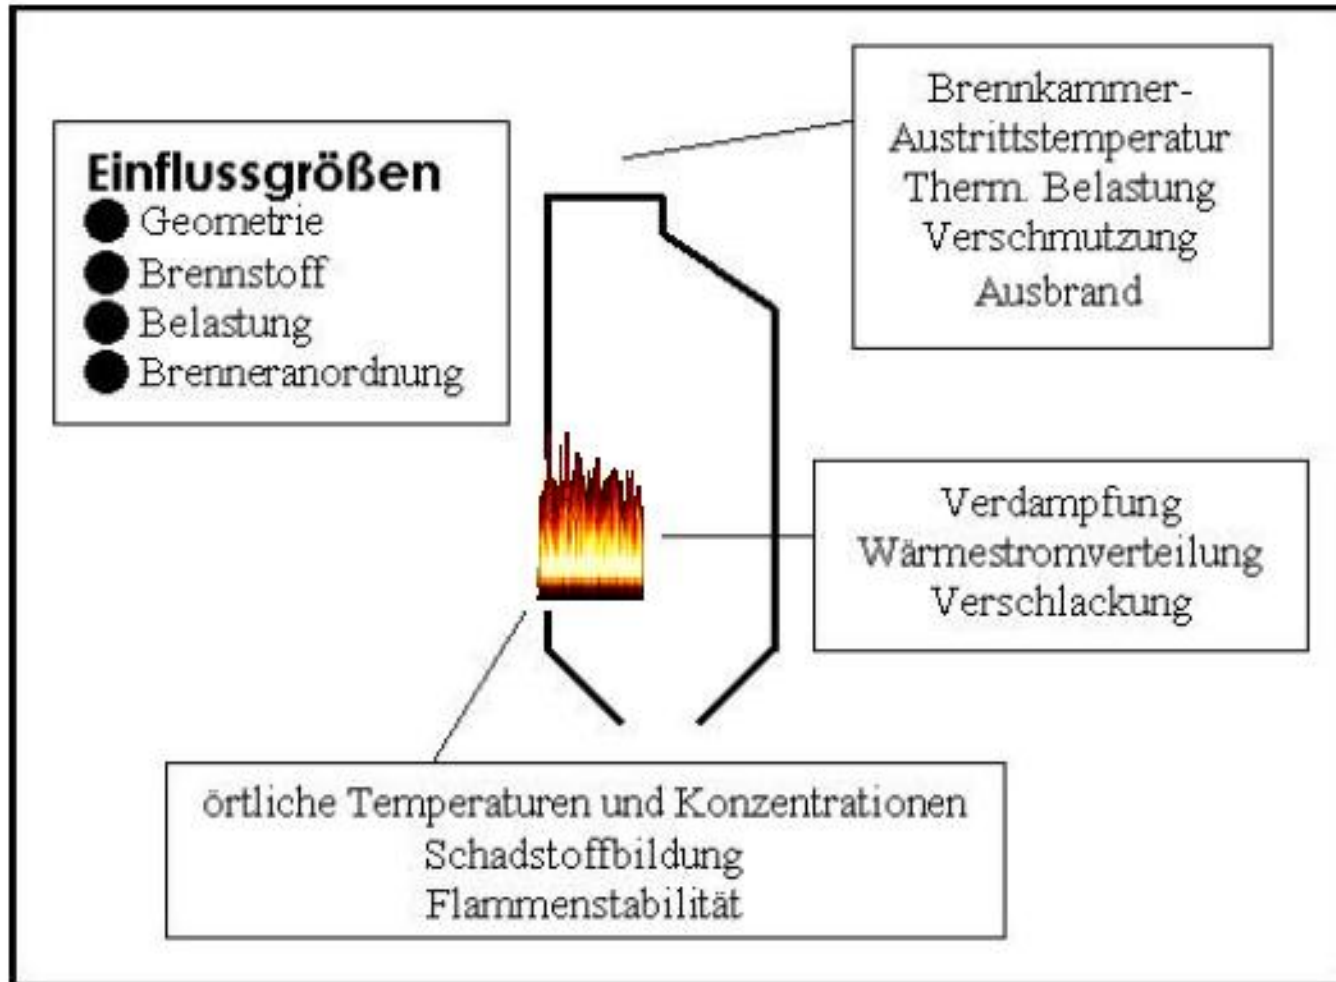 Einflussgrößen
Geometrie
Brennstoff
Belastung
Brenneranordnung
Brennkammer-
Austrittstemperatur
Therm. Belastung
Verschmutzung
Ausbrand
Verdampfung
Wärmestromverteilung
Verschlackung
örtliche Temperaturen und Konzentrationen
Schadstoffbildung
Flammenstabilität